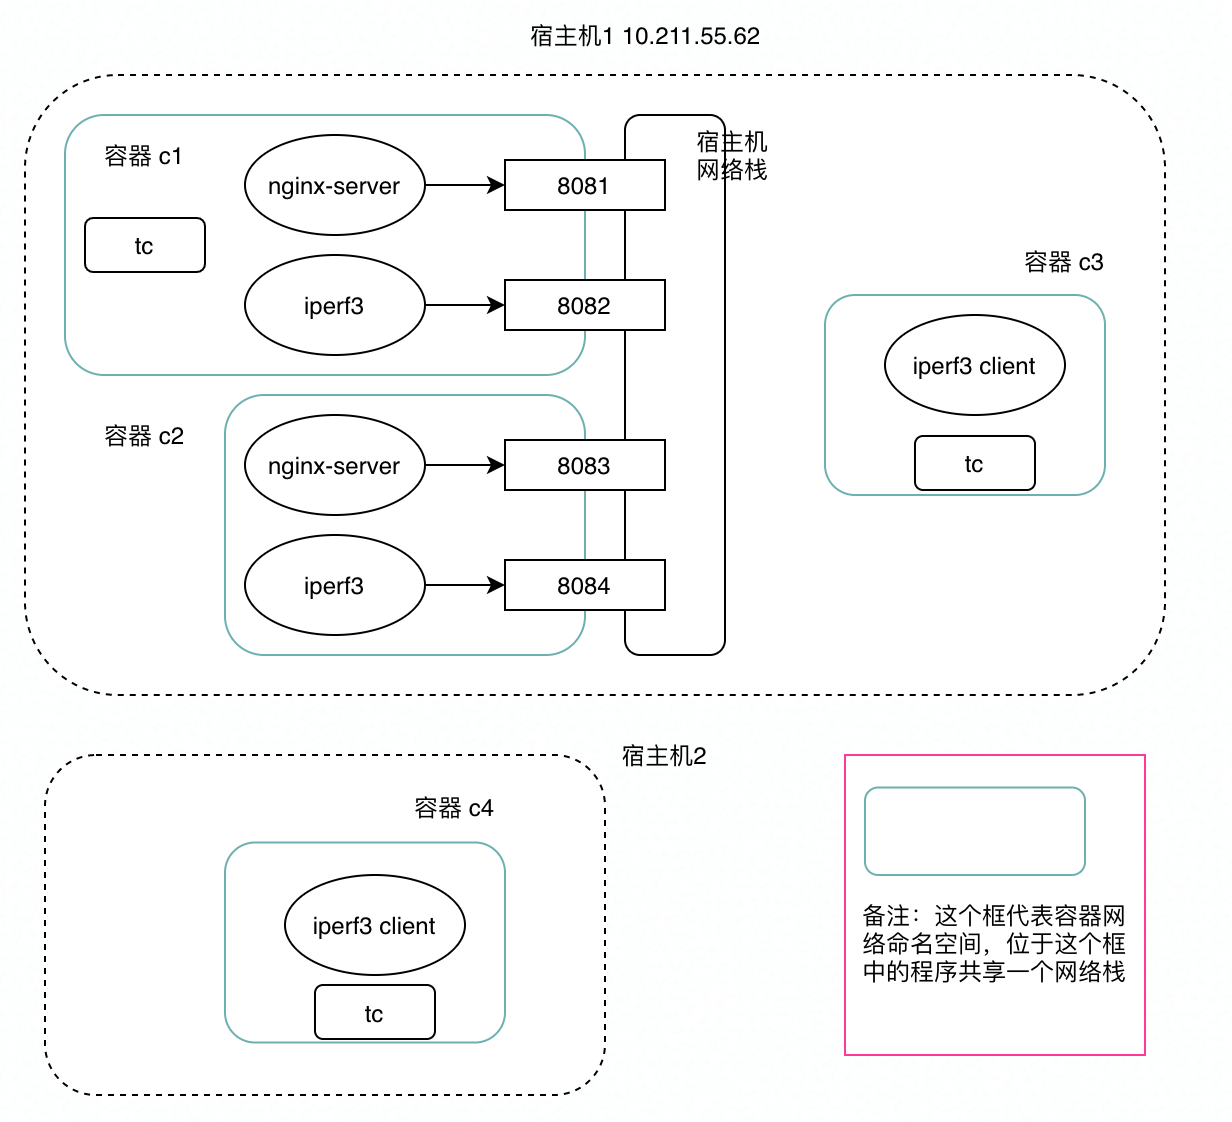 宿主机1 10.211.55.62
容器 c1
nginx-server
8081
宿主机
网络栈
tc
iperf3
8082
容器 c3
iperf3 client
tc
容器 c2
nginx-server
8083
iperf3
8084
宿主机2
容器 c4
iperf3 client
tc
备注：这个框代表容器网
络命名空间，位于这个框
中的程序共享一个网络栈